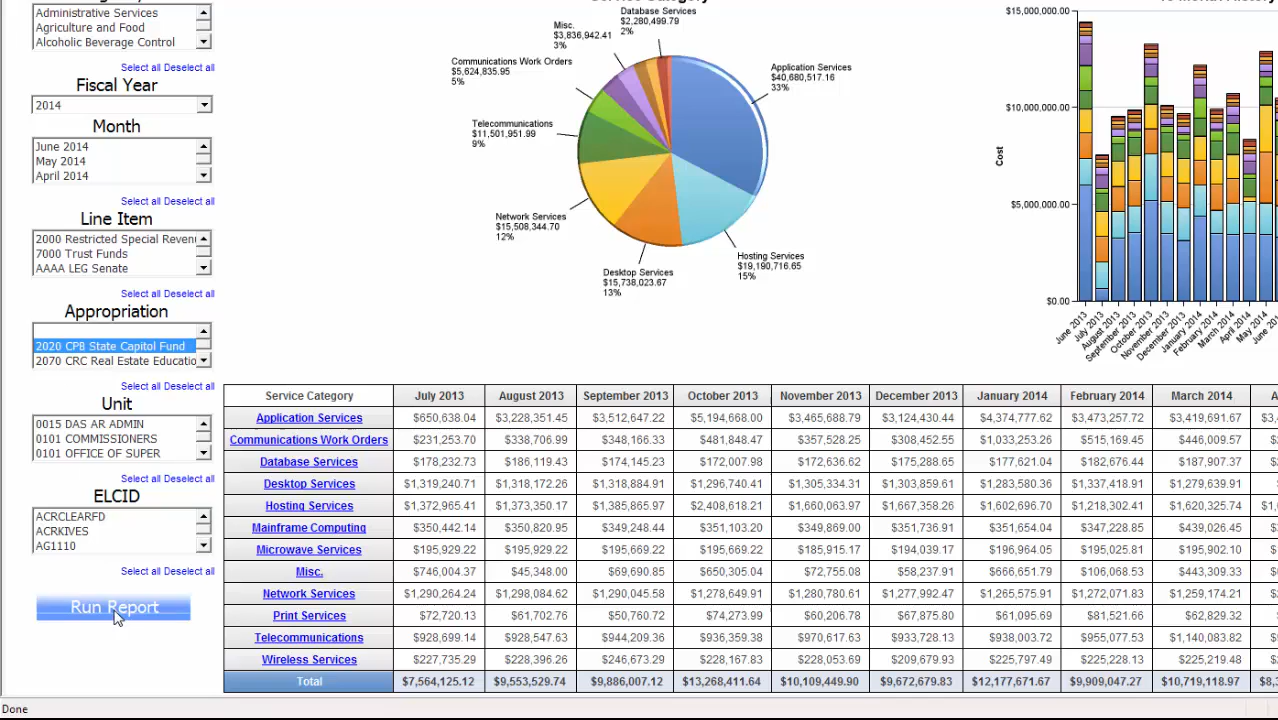 Administrative Services
Agriculture and Food
Alcoholic Beverage Control
Select all Deselect all
Fiscal Year
2014
Month
June 2014
May 2014
April 2014
Select all Deselect all
Line Item
2000 Restricted Special Revenu
7000 Trust Funds
AAAA LEG Senate
Select all Deselect all
Appropriation
2020 CPB State Capitol Fund
2070 CRC Real Estate Educatio
Select all Deselect all
Unit
0015 DAS AR ADMIN
0101 COMMISSIONERS
0101 OFFICE OF SUPER
Select all Deselect all
ELCID
ACRCLEARFD
ACRKIVES
AG1110
Select all Deselect all
Run Report
Database Services
$2,280,499.79
2%
Misc.
$3,836,942.41
3%
Communications Work Orders
$5,624,835.95
5%
Application Services
$40,680,517.16
33%
Telecommunications
$11,501,951.99
9%
Network Services
$15,508,344.70
12%
Desktop Services
$15,738,023.67
13%
Hosting Services
$19,190,716.65
15%
$15,000,000.00
$10,000,000.00
Cost
$5,000,000.00
$0.00
June 2013
July 2013
August 2013
September 2013
October 2013
November 2013
December 2013
January 2014
February 2014
March 2014
April 2014
May 2014
Service Category July 2013 August 2013 September 2013 October 2013 November 2013 December 2013 January 2014 February 2014 March 2014
Application Services $650,638.04 $3,228,351.45 $3,512,647.22 $5,194,668.00 $3,465,688.79 $3,124,430.44 $4,374,777.62 $3,473,257.72 $3,419,691.67
Communications Work Orders $231,253.70 $338,706.99 $348,166.33 $481,848.47 $357,528.25 $308,452.55 $1,033,253.26 $515,169.45 $446,009.57
Database Services $178,232.73 $186,119.43 $174,145.23 $172,007.98 $172,636.62 $175,288.65 $177,621.04 $182,676.44 $187,907.37
Desktop Services $1,319,240.71 $1,318,172.26 $1,318,884.91 $1,296,740.41 $1,305,334.31 $1,303,859.61 $1,283,580.36 $1,337,418.91 $1,279,639.91
Hosting Services $1,372,965.41 $1,373,350.17 $1,385,865.97 $2,408,618.21 $1,660,063.97 $1,667,358.26 $1,602,696.70 $1,218,302.41 $1,620,325.74
Mainframe Computing $350,442.14 $350,820.95 $349,248.44 $351,103.20 $349,869.00 $351,736.91 $351,654.04 $347,228.85 $439,026.45
Microwave Services $195,929.22 $195,929.22 $195,669.22 $195,669.22 $185,915.17 $194,039.17 $196,964.05 $195,025.81 $195,902.10
Misc. $746,004.37 $45,348.00 $69,690.85 $650,305.04 $72,755.08 $58,237.91 $666,651.79 $106,068.53 $443,309.33
Network Services $1,290,264.24 $1,298,084.62 $1,290,045.58 $1,278,649.91 $1,280,780.61 $1,277,992.47 $1,265,575.91 $1,272,071.83 $1,259,174.21
Print Services $72,720.13 $61,702.76 $50,760.72 $74,273.99 $60,206.78 $67,875.80 $61,095.69 $81,521.66 $62,829.32
Telecommunications $928,699.14 $928,547.63 $944,209.36 $936,359.38 $970,617.63 $933,728.13 $938,003.72 $955,077.53 $1,140,083.82
Wireless Services $227,735.29 $228,396.26 $246,673.29 $228,167.83 $228,053.69 $209,679.93 $225,797.49 $225,228.13 $225,219.48
Total $7,564,125.12 $9,553,529.74 $9,886,007.12 $13,268,411.64 $10,109,449.90 $9,672,679.83 $12,177,671.67 $9,909,047.27 $10,719,118.97
Done